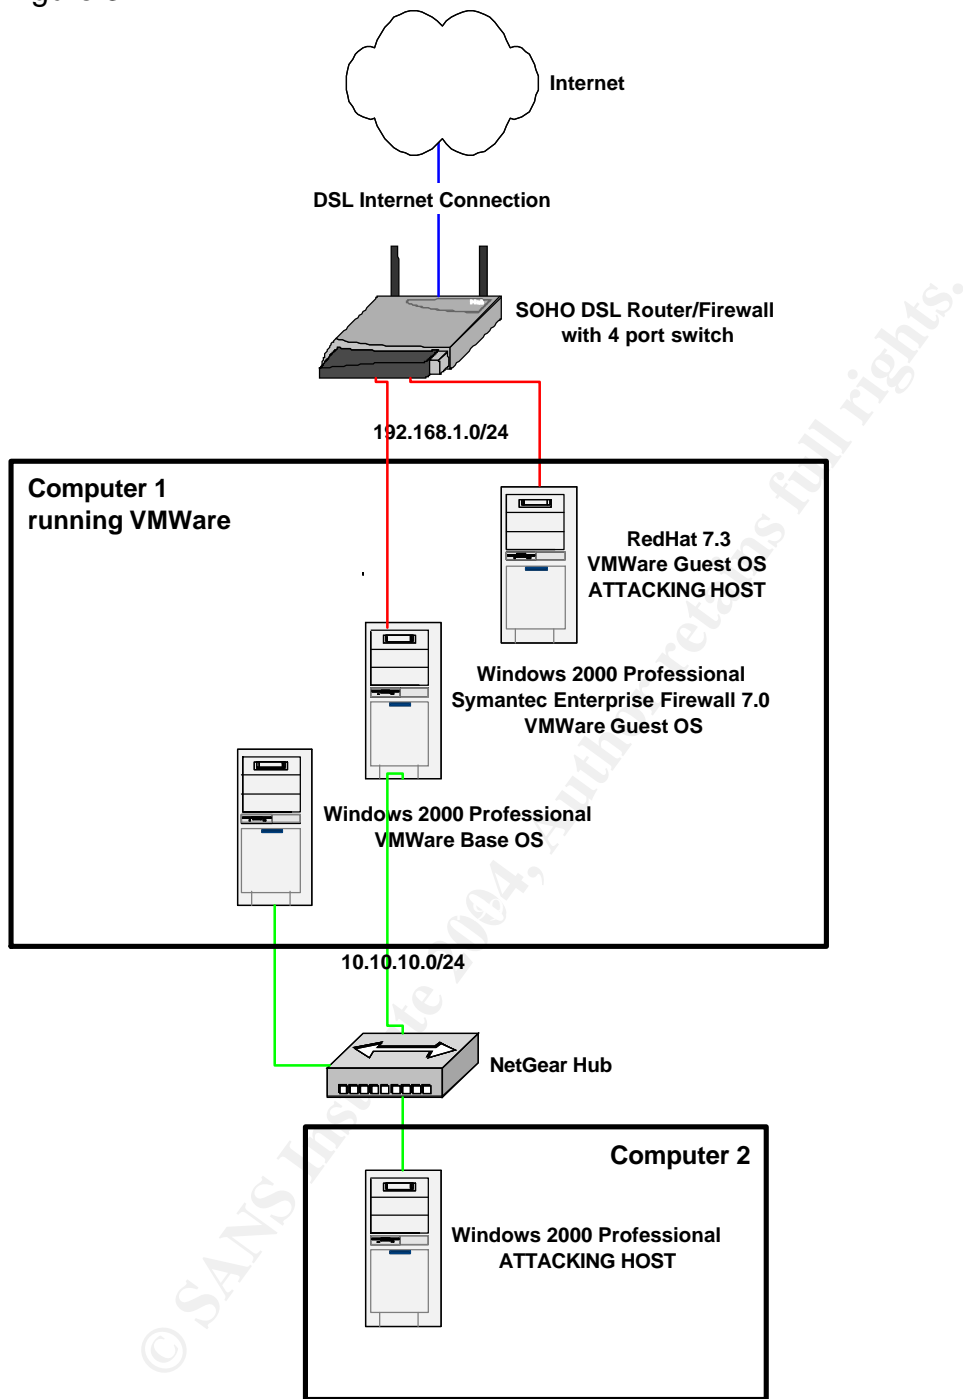 Internet
DSL Internet Connection
SOHO DSL Router/Firewall
with 4 port switch
192.168.1.0/24
Computer 1
running VMWare
RedHat 7.3
VMWare Guest OS
ATTACKING HOST
Windows 2000 Professional
Symantec Enterprise Firewall 7.0
VMWare Guest OS
Windows 2000 Professional
VMWare Base OS
10.10.10.0/24
NetGear Hub
Computer 2
Windows 2000 Professional
ATTACKING HOST
© SANS Institute 2004, Author retains full rights.